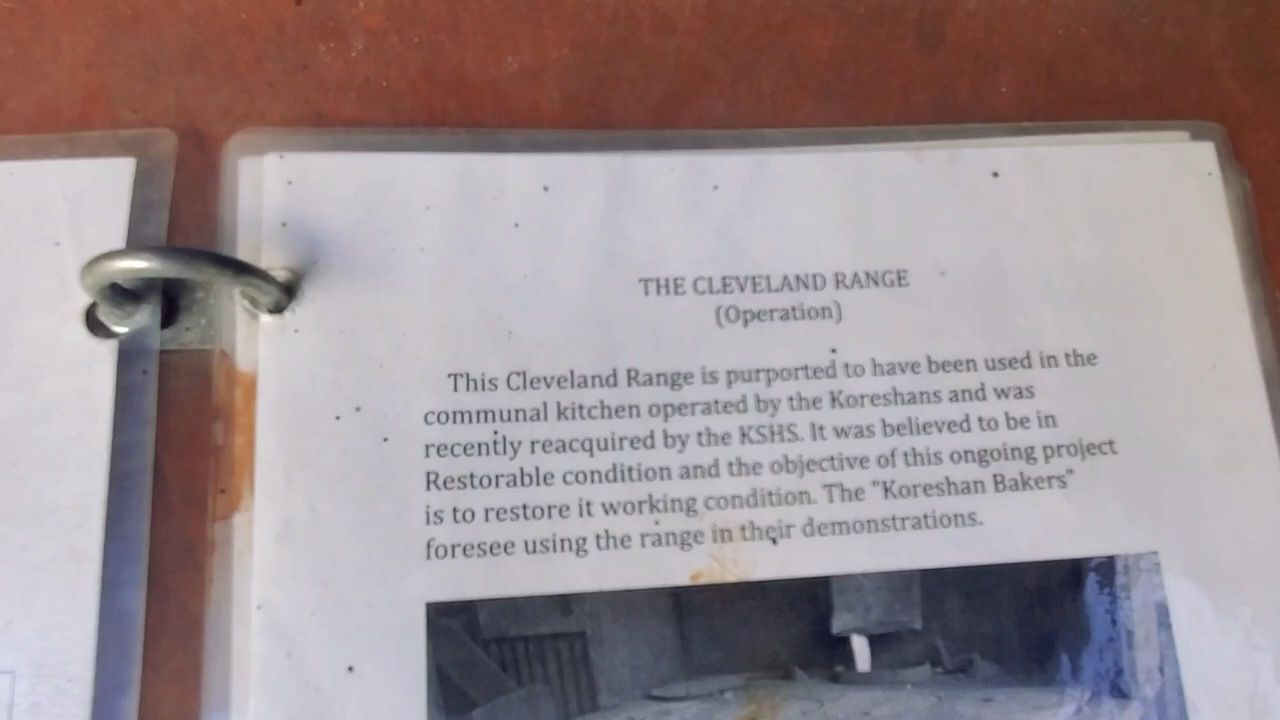 THE CLEVELAND RANGE
(Operation)
This Cleveland Range is purported to have been used in the
communal kitchen operated by the Koreshans and was
recently reacquired by the KSHS. It was believed to be in
Restorable condition and the objective of this ongoing project
is to restore it working condition. The "Koreshan Bakers"
foresee using the range in their demonstrations.